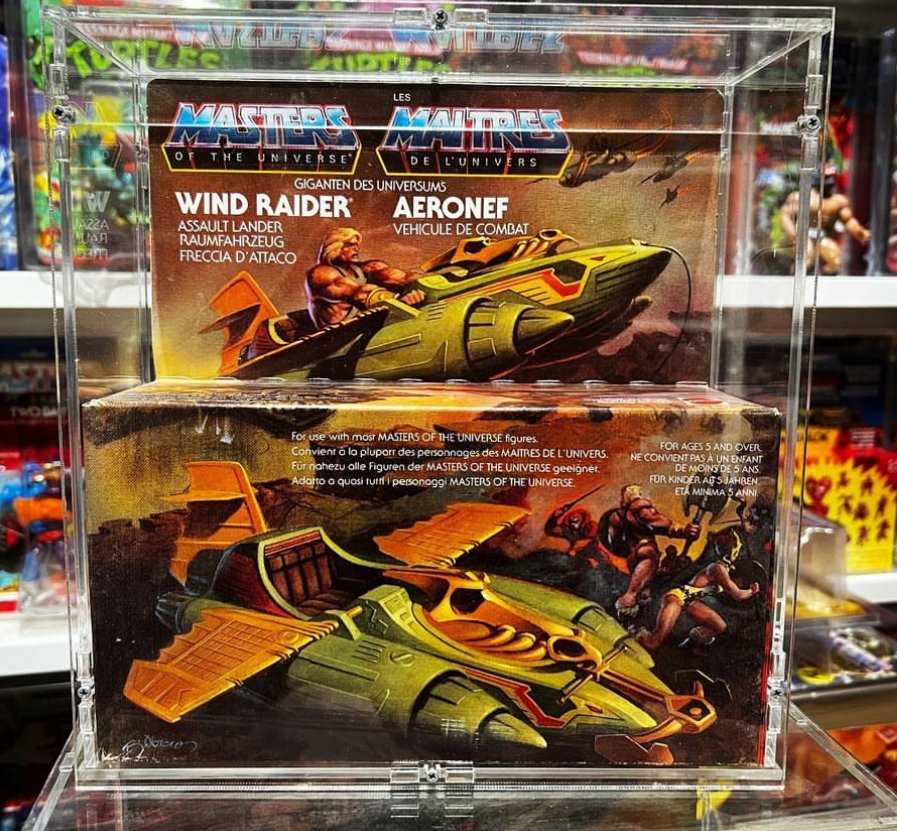 TURTLES
LES
MASTERS
OF THE UNIVERSE
MAITRES
DE L'UNIVERS
GIGANTEN DES UNIVERSUMS
WIND RAIDER
ASSAULT LANDER
RAUMFAHRZEUG
FRECCIA D'ATTACO
AERONEF
VEHICULE DE COMBAT
For use with most MASTERS OF THE UNIVERSE figures.
Convient à la plupart des personnages des MAITRES DE L'UNIVERS.
Für nahezu alle Figuren der MASTERS OF THE UNIVERSE geeignet.
Adatto a quasi tutti i personaggi MASTERS OF THE UNIVERSE.
FOR AGES 5 AND OVER.
NE CONVIENT PAS A UN ENFANT
DE MOINS DE 5 ANS.
FÜR KINDER AB 5 JAHREN.
ETÀ MINIMA 5 ANNI.